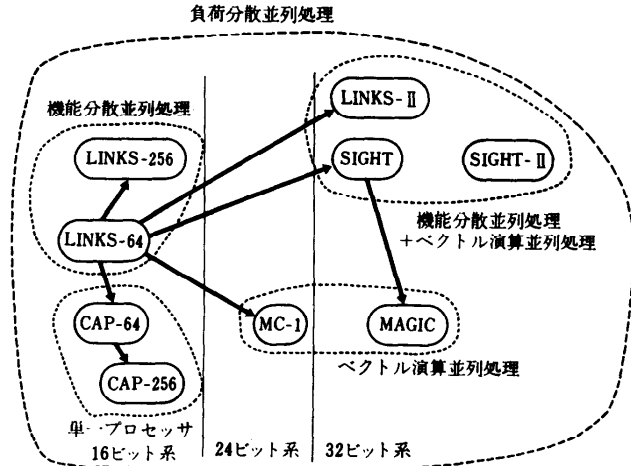 負荷分散並列処理
機能分散並列処理
LINKS-Ⅱ
LINKS-256
SIGHT
SIGHT-Ⅱ
LINKS-64
機能分散並列処理
+ベクトル演算並列処理
CAP-64
MC-1
MAGIC
CAP-256
ベクトル演算並列処理
単一プロセッサ
16ビット系
24ビット系
32ビット系